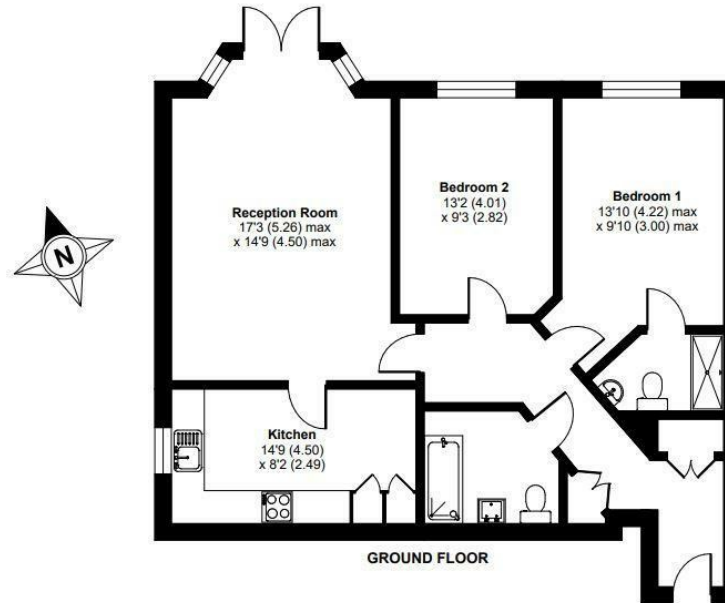 Reception Room
17'3 (5.26) max
x 14'9 (4.50) max
Bedroom 2
13'2 (4.01)
x 9'3 (2.82)
Bedroom 1
13'10 (4.22) max
x 9'10 (3.00) max
N
Kitchen
14'9 (4.50)
x 8'2 (2.49)
GROUND FLOOR